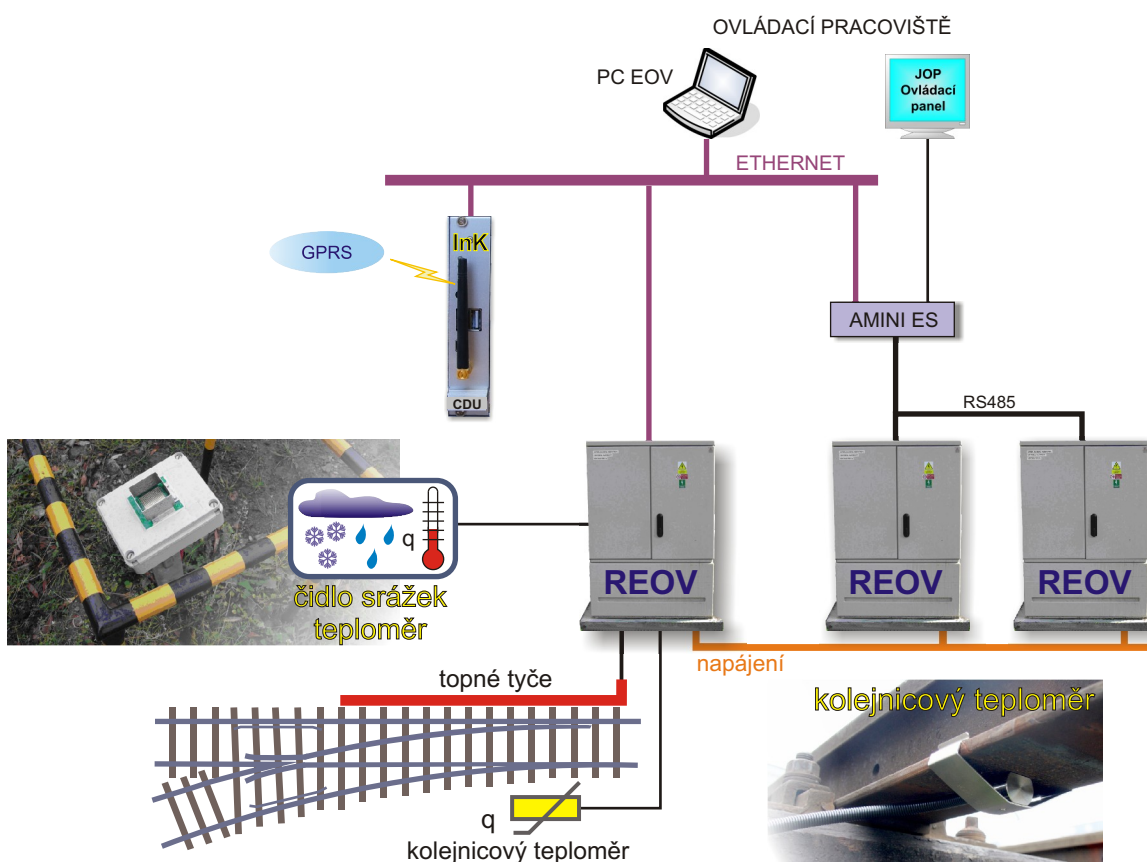 OVLÁDACÍ PRACOVIŠTĚ
PC EOV
JOP
Ovládací
panel
ETHERNET
InK
GPRS
CDU
AMINI ES
RS485
q
čidlo srážek
teploměr
REOV
REOV
REOV
napájení
topné tyče
kolejnicový teploměr
q
kolejnicový teploměr